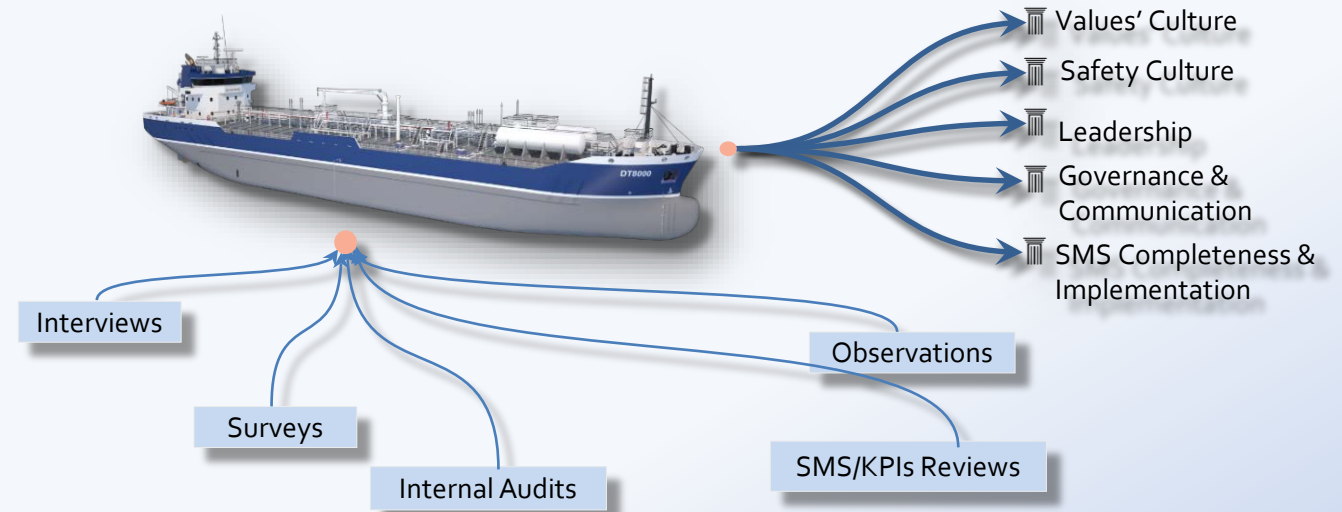 Values' Culture
Safety Culture
Leadership
Governance &
Communication
SMS Completeness &
Implementation
DT8000
Interviews
Observations
Surveys
SMS/KPIs Reviews
Internal Audits